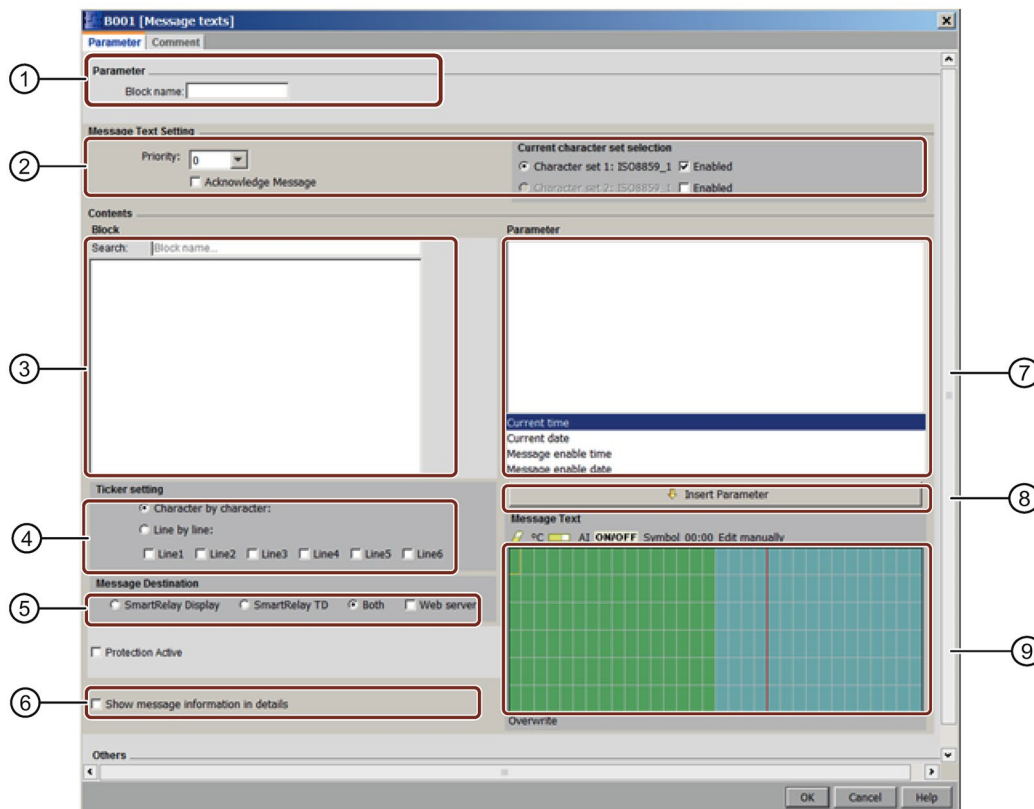 B001 [Message texts]
Parameter Comment
Parameter
Block name:
Message Text Setting
Priority: 0
Acknowledge Message
Current character set selection
Character set 1: ISO8859_1 Enabled
Character set 2: ISO8859_1 Enabled
Contents
Block
Search: Block name...
Parameter
Current time
Current date
Message enable time
Message enable date
Ticker setting
Character by character:
Line by line:
Line1 Line2 Line3 Line4 Line5 Line6
Insert Parameter
Message Text
°C AI ON/OFF Symbol 00:00 Edit manually
Message Destination
SmartRelay Display SmartRelay TD Both Web server
Protection Active
Show message information in details
Overwrite
Others
OK Cancel Help
1
2
3
4
5
6
7
8
9